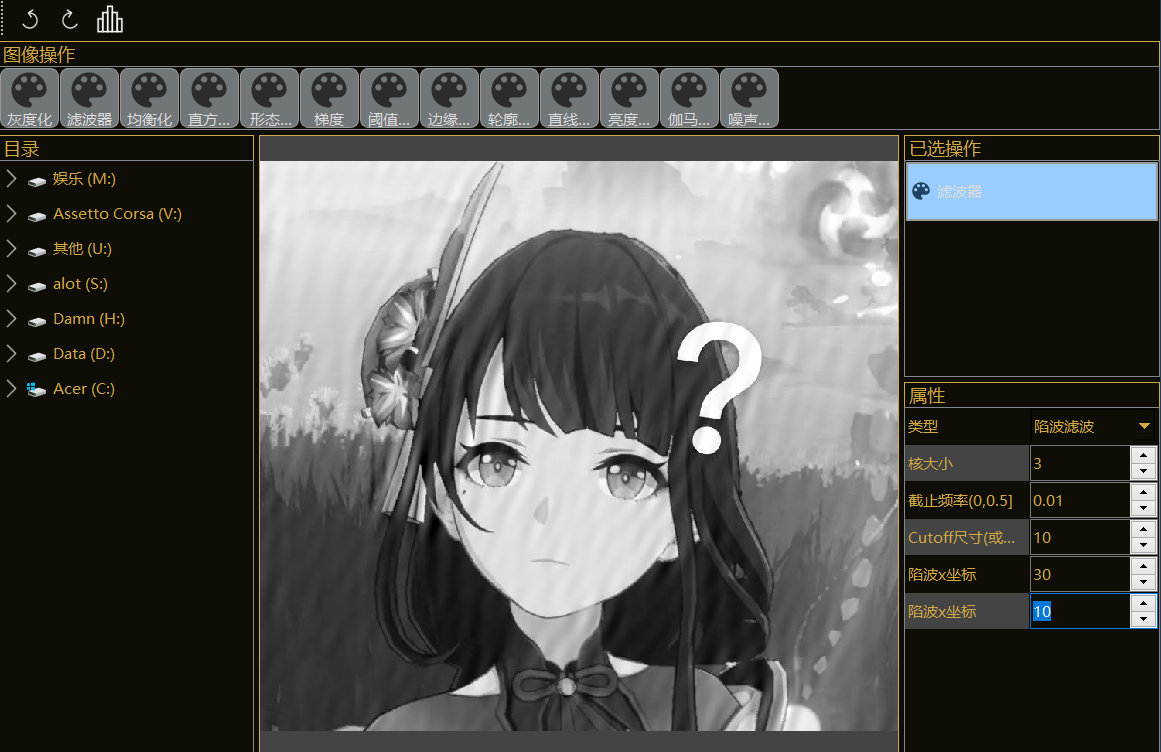 图像操作
灰度化 滤波器 均衡化 直方... 形态... 梯度 阈值... 边缘... 轮廓... 直线... 亮度... 伽马... 噪声...
目录
娱乐 (M:)
Assetto Corsa (V:)
其他 (U:)
alot (S:)
Damn (H:)
Data (D:)
Acer (C:)
?
已选操作
滤波器
属性
类型 陷波滤波
核大小 3
截止频率(0,0.5] 0.01
Cutoff尺寸(或... 10
陷波x坐标 30
陷波x坐标 10